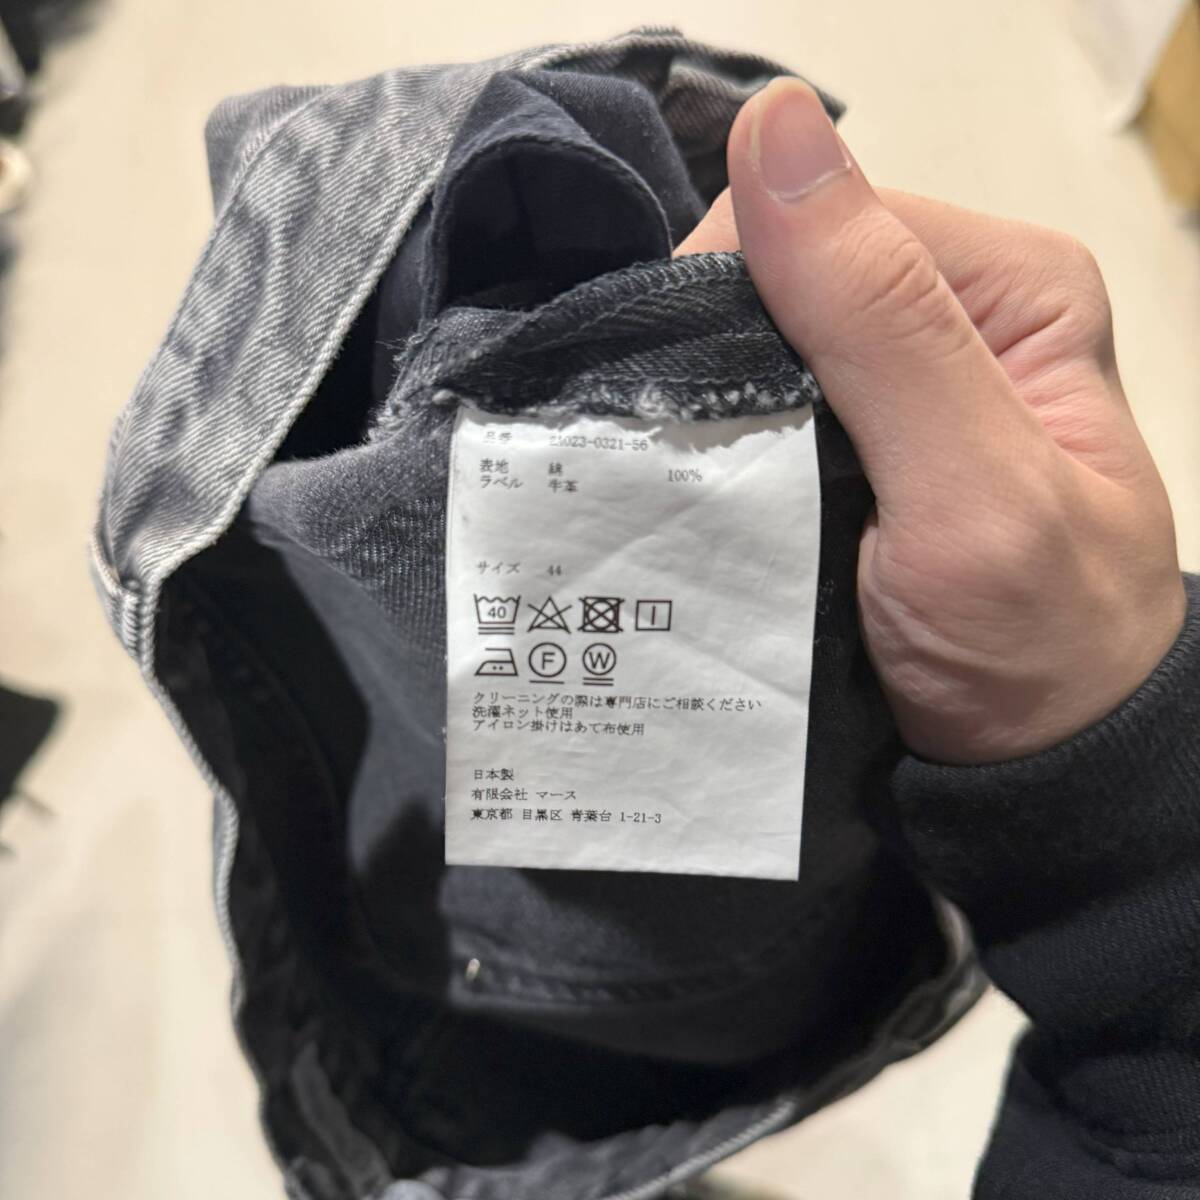 品番 21023-0321-56
表地 綿 100%
ラベル 牛革
サイズ 44
40
F W
クリーニングの際は専門店にご相談ください
洗濯ネット使用
アイロン掛けはあて布使用
日本製
有限会社 マース
東京都 目黒区 青葉台 1-21-3